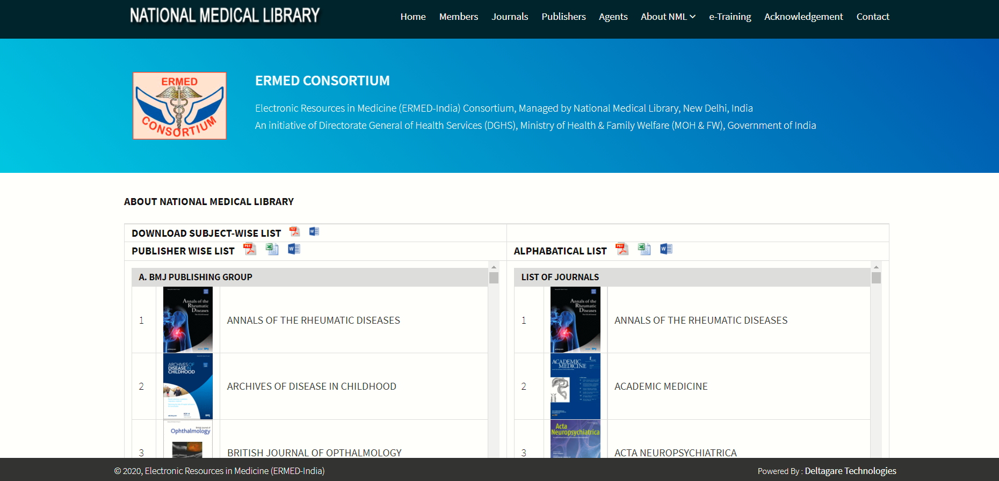 NATIONAL MEDICAL LIBRARY
Home Members Journals Publishers Agents About NML e-Training Acknowledgement Contact
ERMED
CONSORTIUM
ERMED CONSORTIUM
Electronic Resources in Medicine (ERMED-India) Consortium, Managed by National Medical Library, New Delhi, India
An initiative of Directorate General of Health Services (DGHS), Ministry of Health & Family Welfare (MOH & FW), Government of India
ABOUT NATIONAL MEDICAL LIBRARY
DOWNLOAD SUBJECT-WISE LIST
PUBLISHER WISE LIST
ALPHABATICAL LIST
A. BMJ PUBLISHING GROUP
1
Annals of the
Rheumatic
Diseases
ANNALS OF THE RHEUMATIC DISEASES
2
ARCHIVES OF
DISEASE IN
CHILDHOOD
ARCHIVES OF DISEASE IN CHILDHOOD
3
Ophthalmology
BRITISH JOURNAL OF OPTHALMOLOGY
LIST OF JOURNALS
1
Annals of the
Rheumatic
Diseases
ANNALS OF THE RHEUMATIC DISEASES
2
ACADEMIC
MEDICINE
ACADEMIC MEDICINE
3
Acta
Neuropsychiatrica
ACTA NEUROPSYCHIATRICA
© 2020, Electronic Resources in Medicine (ERMED-India)
Powered By : Deltagare Technologies